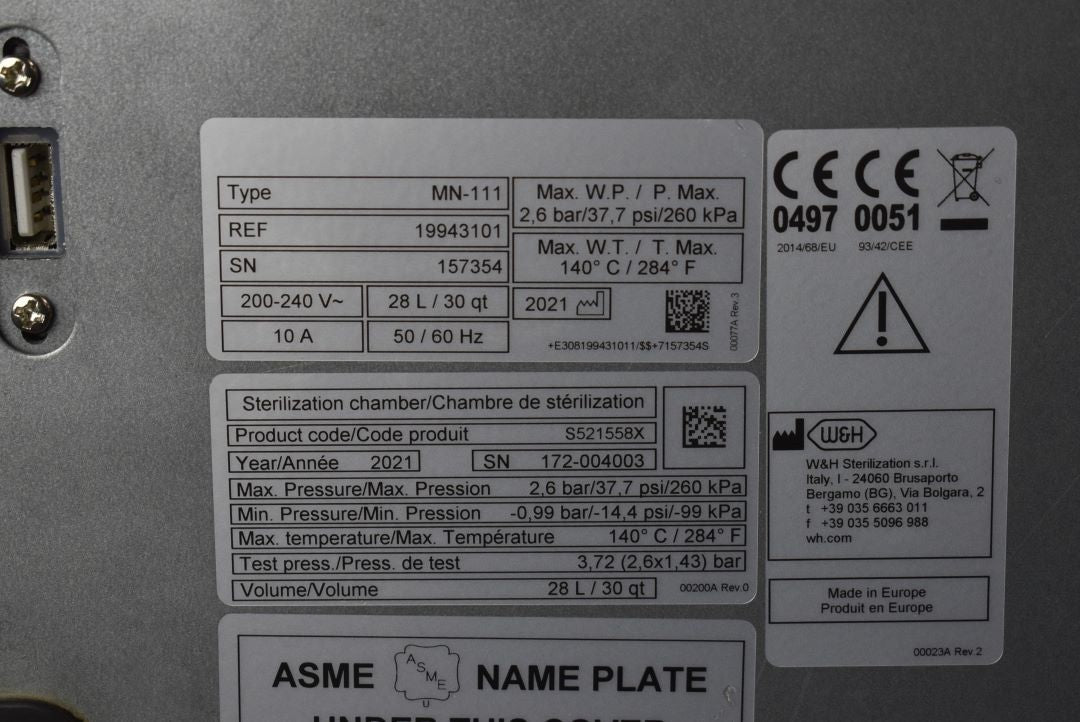 Type MN-111
REF 19943101
SN 157354
200-240 V~ 28 L / 30 qt
10 A 50 / 60 Hz
Max. W.P. / P. Max.
2,6 bar/37,7 psi/260 kPa
Max. W.T. / T. Max.
140° C / 284° F
2021
+E308199431011/$$+7157354S
00077A Rev.3
Sterilization chamber/Chambre de stérilization
Product code/Code produit S521558X
Year/Année 2021 SN 172-004003
Max. Pressure/Max. Pression 2,6 bar/37,7 psi/260 kPa
Min. Pressure/Min. Pression -0,99 bar/-14,4 psi/-99 kPa
Max. temperature/Max. Température 140° C / 284° F
Test press./Press. de test 3,72 (2,6x1,43) bar
Volume/Volume 28 L / 30 qt
00200A Rev.0
ASME ASME U NAME PLATE
UNDER THIS COVER
CE CE
0497 0051
2014/68/EU 93/42/CEE
W&H
W&H Sterilization s.r.l.
Italy, I - 24060 Brusaporto
Bergamo (BG), Via Bolgara, 2
t +39 035 6663 011
f +39 035 5096 988
wh.com
Made in Europe
Produit en Europe
00023A Rev.2